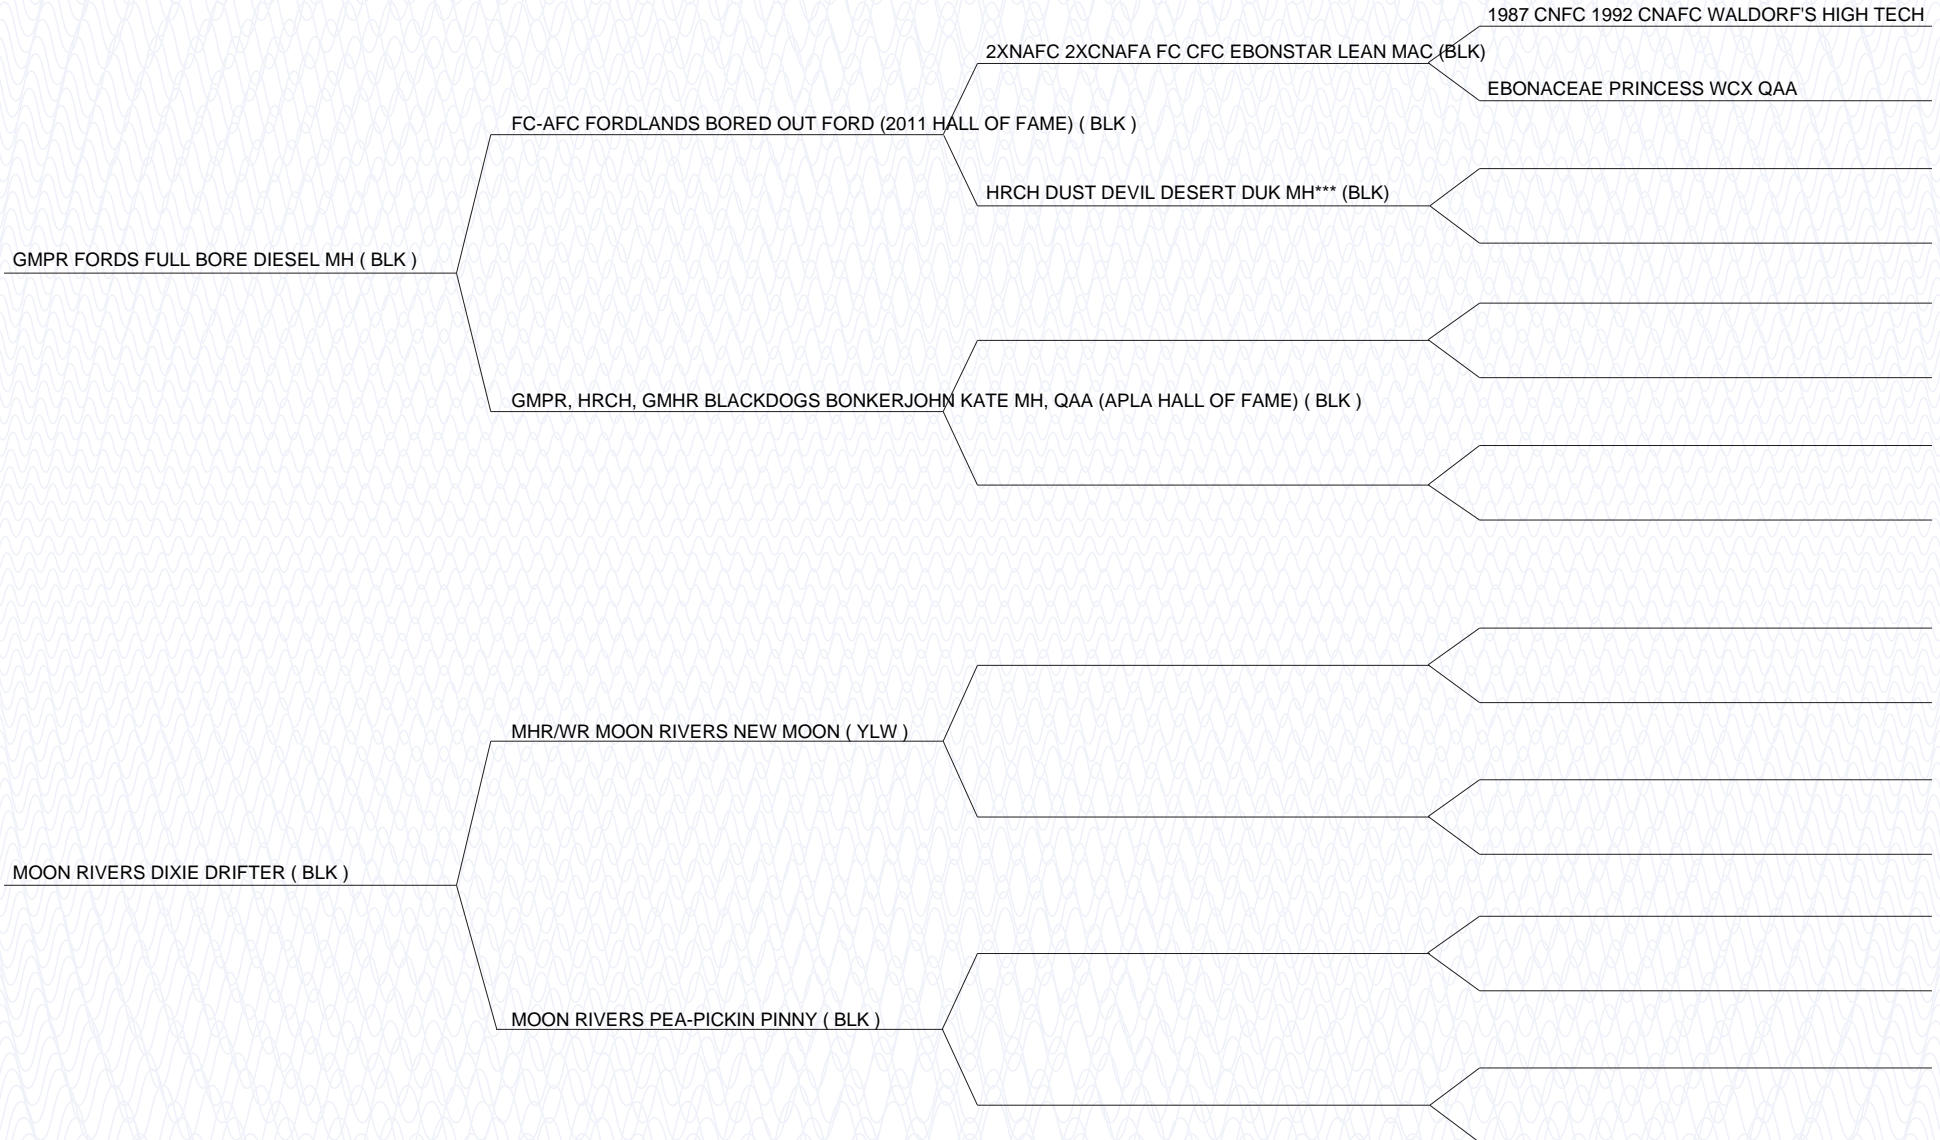 1987 CNFC 1992 CNAFC WALDORF'S HIGH TECH
2XNAFC 2XCNAFA FC CFC EBONSTAR LEAN MAC (BLK)
EBONACEAE PRINCESS WCX QAA
FC-AFC FORDLANDS BORED OUT FORD (2011 HALL OF FAME) ( BLK )
HRCH DUST DEVIL DESERT DUK MH*** (BLK)
GMPR FORDS FULL BORE DIESEL MH ( BLK )
GMPR, HRCH, GMHR BLACKDOGS BONKERJOHN KATE MH, QAA (APLA HALL OF FAME) ( BLK )
MHR/WR MOON RIVERS NEW MOON ( YLW )
MOON RIVERS DIXIE DRIFTER ( BLK )
MOON RIVERS PEA-PICKIN PINNY ( BLK )